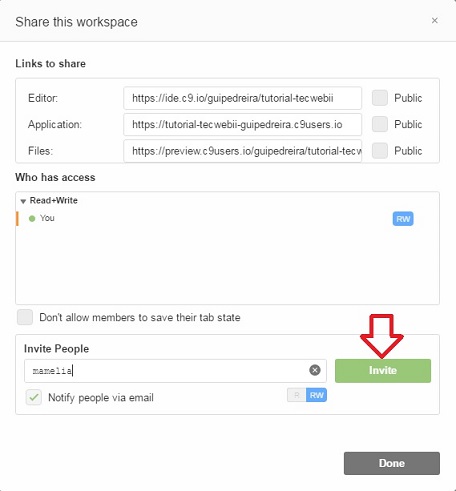 Share this workspace ×
Links to share
Editor: https://ide.c9.io/guipedreira/tutorial-tecwebii Public
Application: https://tutorial-tecwebii-guipedreira.c9users.io Public
Files: https://preview.c9users.io/guipedreira/tutorial-tecw Public
Who has access
Read+Write
You RW
Don't allow members to save their tab state
Invite People
mamelia Invite
Notify people via email R RW
Done